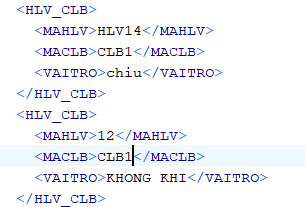 <HLV_CLB>
<MAHLV>HLV14</MAHLV>
<MACLB>CLB1</MACLB>
<VAITRO>chiu</VAITRO>
</HLV_CLB>
<HLV_CLB>
<MAHLV>12</MAHLV>
<MACLB>CLB1</MACLB>
<VAITRO>KHONG KHI</VAITRO>
</HLV_CLB>